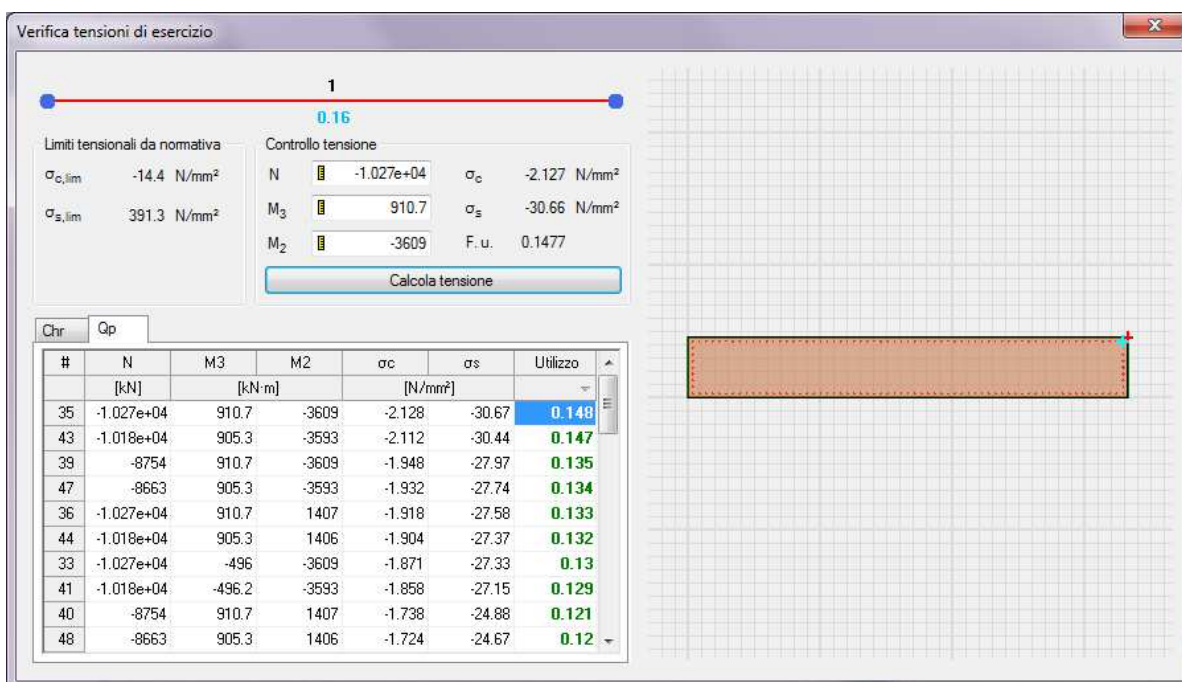 Verifica tensioni di esercizio
1
0.16
Limiti tensionali da normativa
σc,lim -14.4 N/mm²
σs,lim 391.3 N/mm²
Controllo tensione
N -1.027e+04 σc -2.127 N/mm²
M3 910.7 σs -30.66 N/mm²
M2 -3609 F. u. 0.1477
Calcola tensione
Chr Qp
# N M3 M2 σc σs Utilizzo
[kN] [kN·m] [N/mm²]
35 -1.027e+04 910.7 -3609 -2.128 -30.67 0.148
43 -1.018e+04 905.3 -3593 -2.112 -30.44 0.147
39 -8754 910.7 -3609 -1.948 -27.97 0.135
47 -8663 905.3 -3593 -1.932 -27.74 0.134
36 -1.027e+04 910.7 1407 -1.918 -27.58 0.133
44 -1.018e+04 905.3 1406 -1.904 -27.37 0.132
33 -1.027e+04 -496 -3609 -1.871 -27.33 0.13
41 -1.018e+04 -496.2 -3593 -1.858 -27.15 0.129
40 -8754 910.7 1407 -1.738 -24.88 0.121
48 -8663 905.3 1406 -1.724 -24.67 0.12